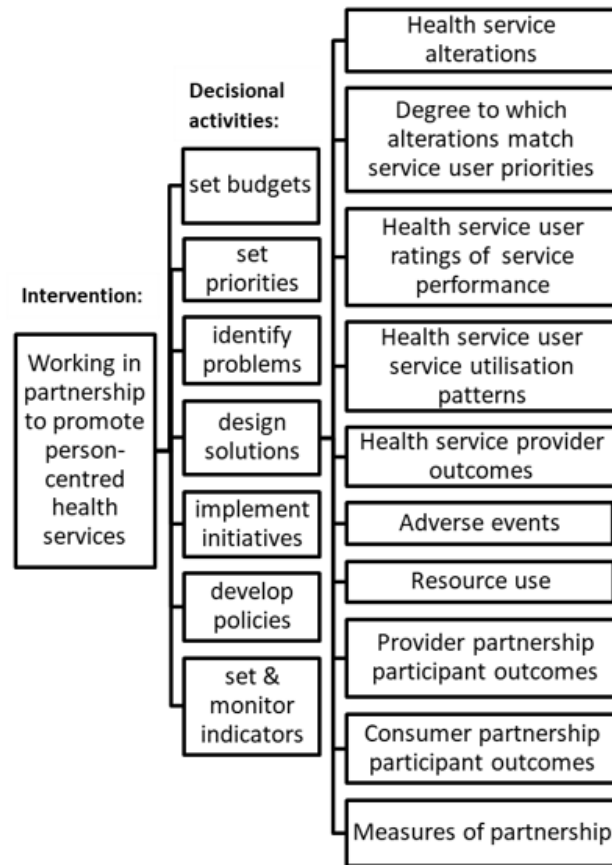 Intervention:
Working in
partnership
to promote
person-
centred
health
services
Decisional
activities:
set budgets
set
priorities
identify
problems
design
solutions
implement
initiatives
develop
policies
set &
monitor
indicators
Health service
alterations
Degree to which
alterations match
service user priorities
Health service user
ratings of service
performance
Health service user
service utilisation
patterns
Health service provider
outcomes
Adverse events
Resource use
Provider partnership
participant outcomes
Consumer partnership
participant outcomes
Measures of partnership